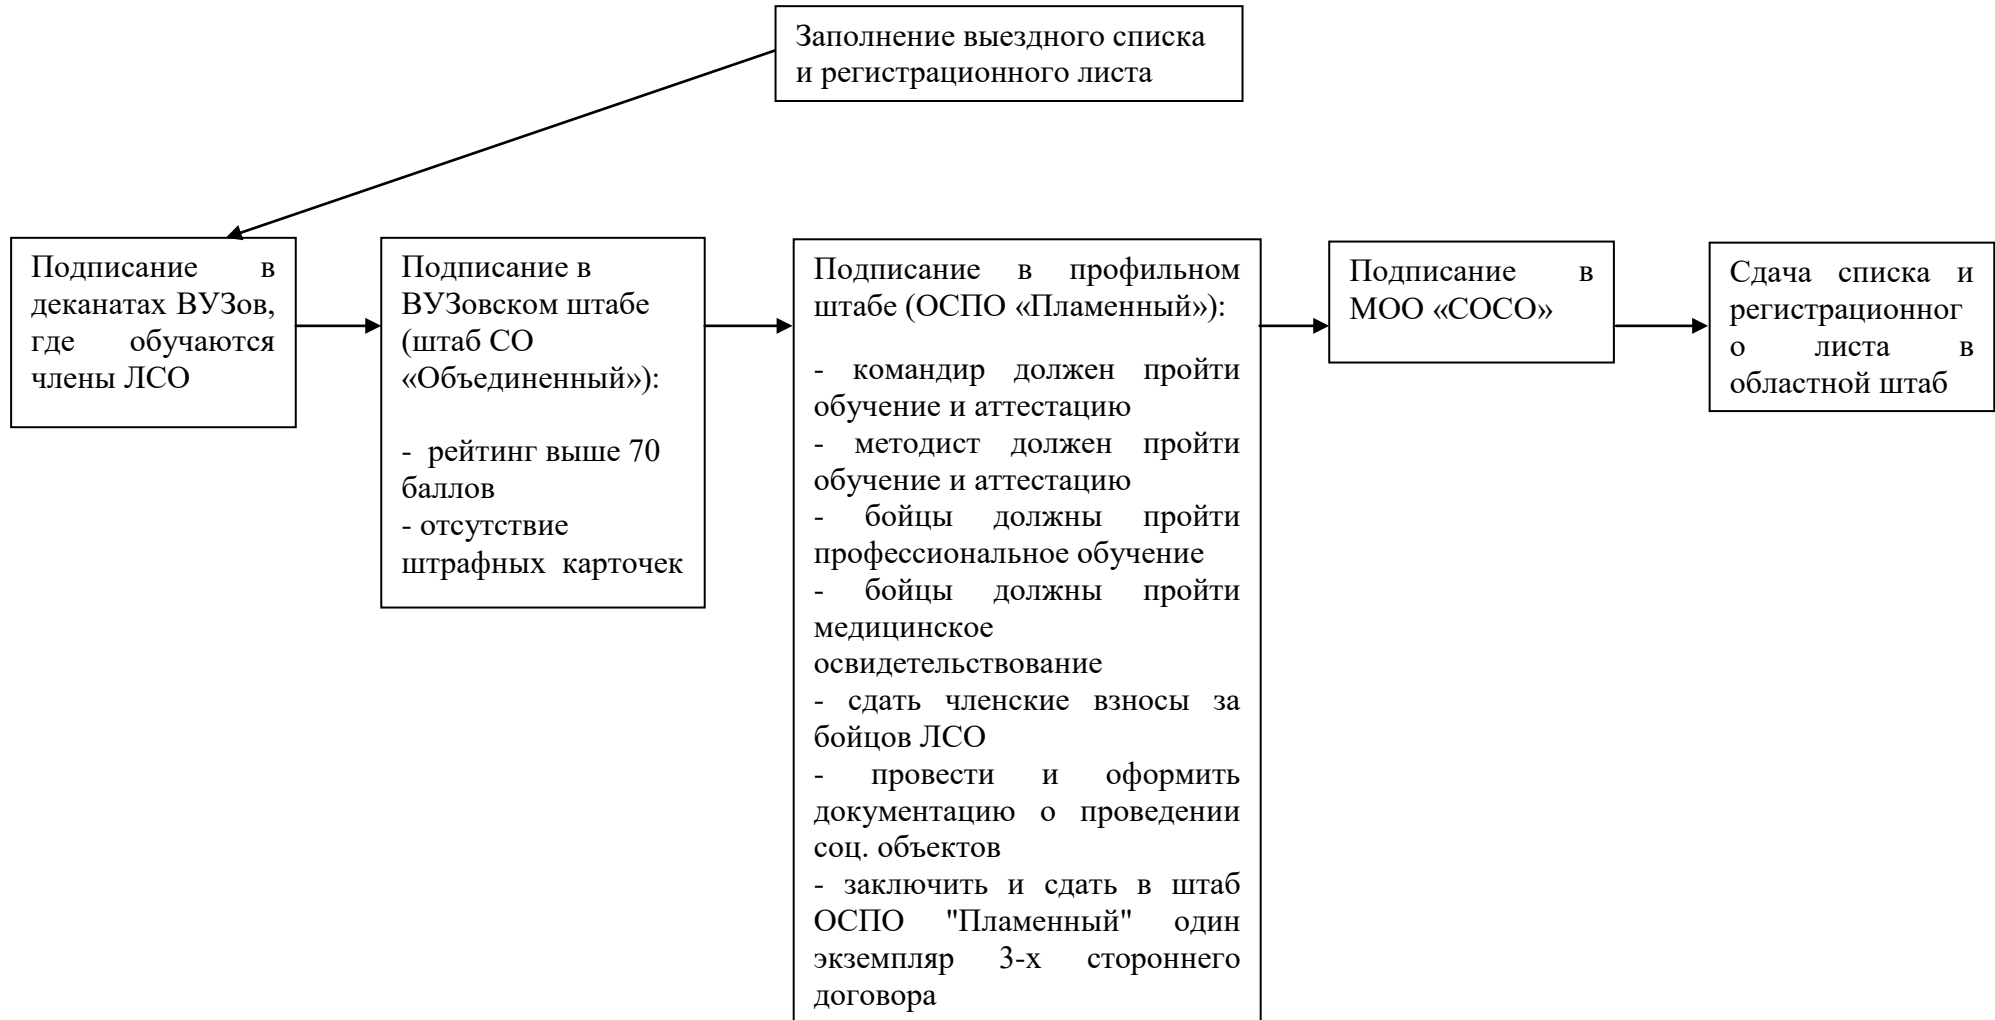 Заполнение выездного списка
и регистрационного листа
Подписание в
деканатах ВУЗов,
где обучаются
члены ЛСО
Подписание в
ВУЗовском штабе
(штаб СО
«Объединенный»):
- рейтинг выше 70
баллов
- отсутствие
штрафных карточек
Подписание в профильном
штабе (ОСПО «Пламенный»):
- командир должен пройти
обучение и аттестацию
- методист должен пройти
обучение и аттестацию
- бойцы должны пройти
профессиональное обучение
- бойцы должны пройти
медицинское
освидетельствование
- сдать членские взносы за
бойцов ЛСО
- провести и оформить
документацию о проведении
соц. объектов
- заключить и сдать в штаб
ОСПО "Пламенный" один
экземпляр 3-х стороннего
договора
Подписание в
МОО «СОСО»
Сдача списка и
регистрационног
о листа в
областной штаб